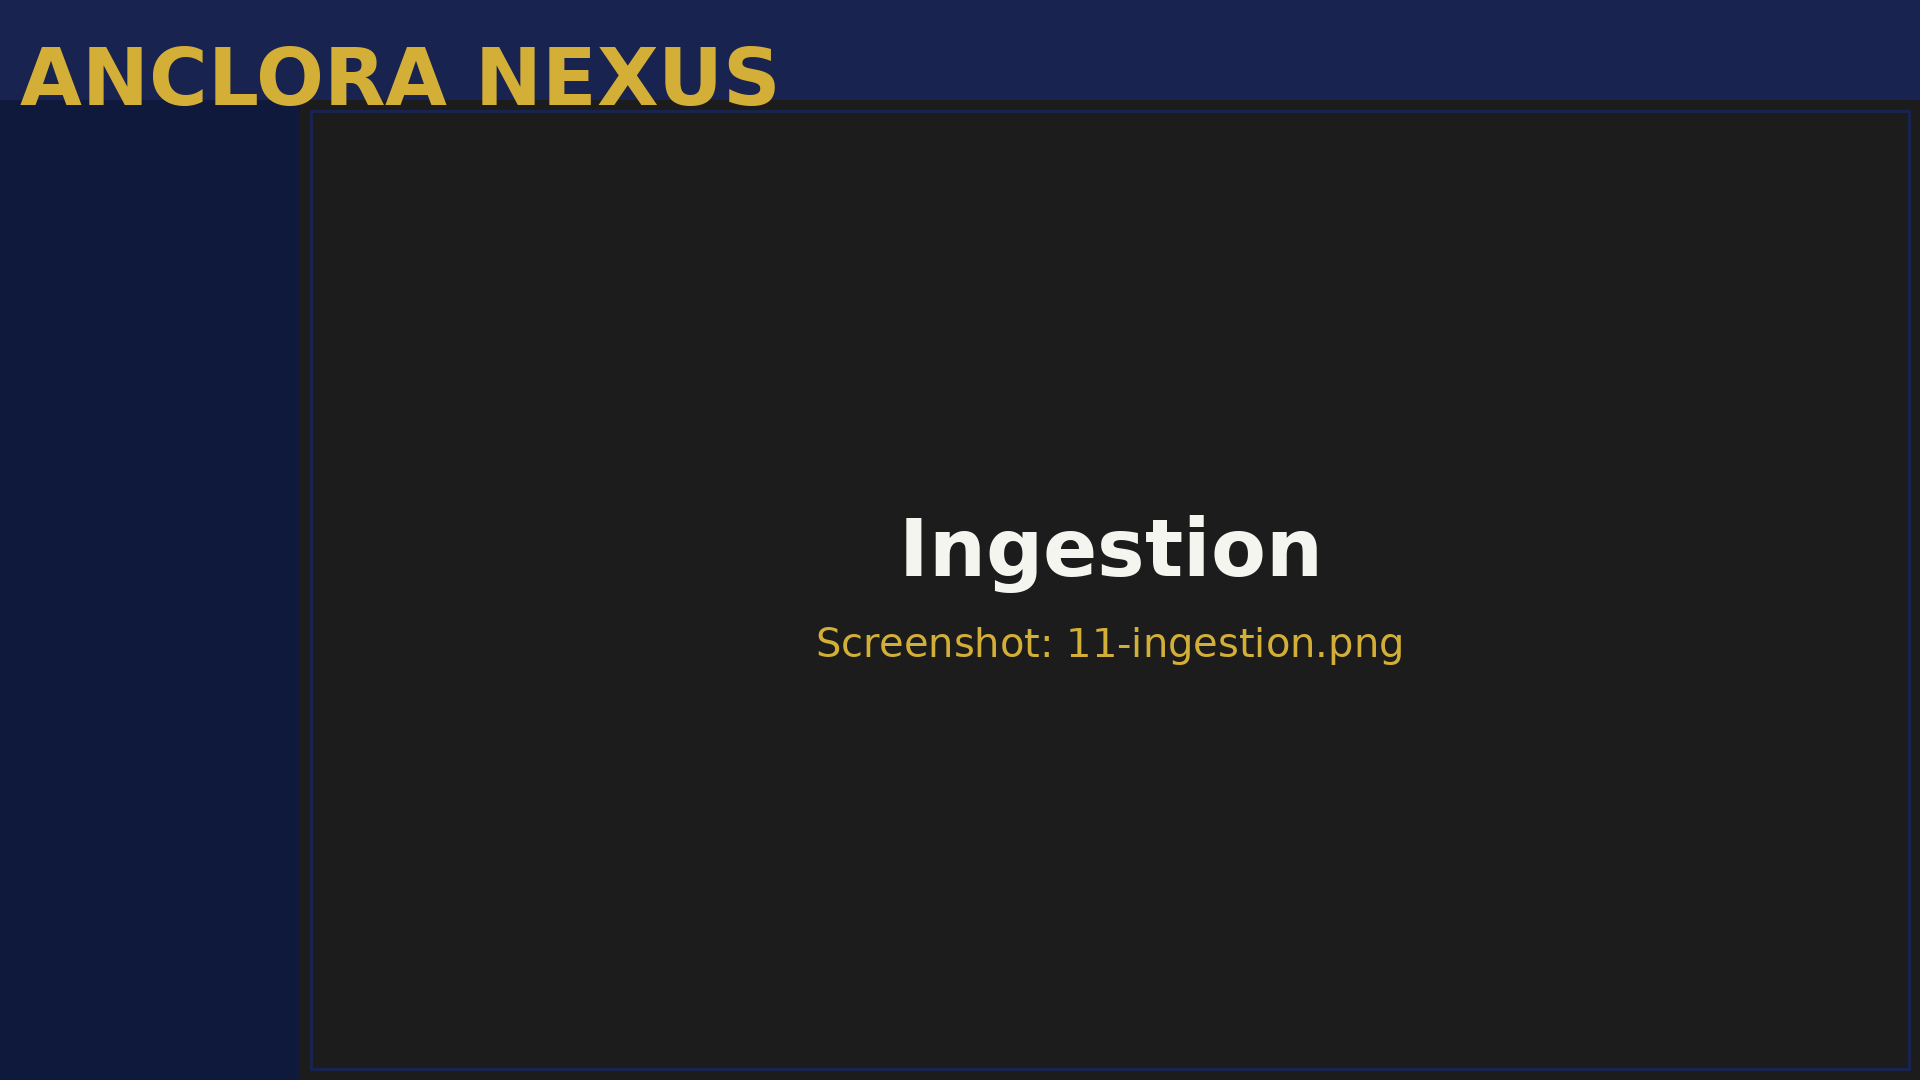 ANCLORA NEXUS
Ingestion
Screenshot: 11-ingestion.png